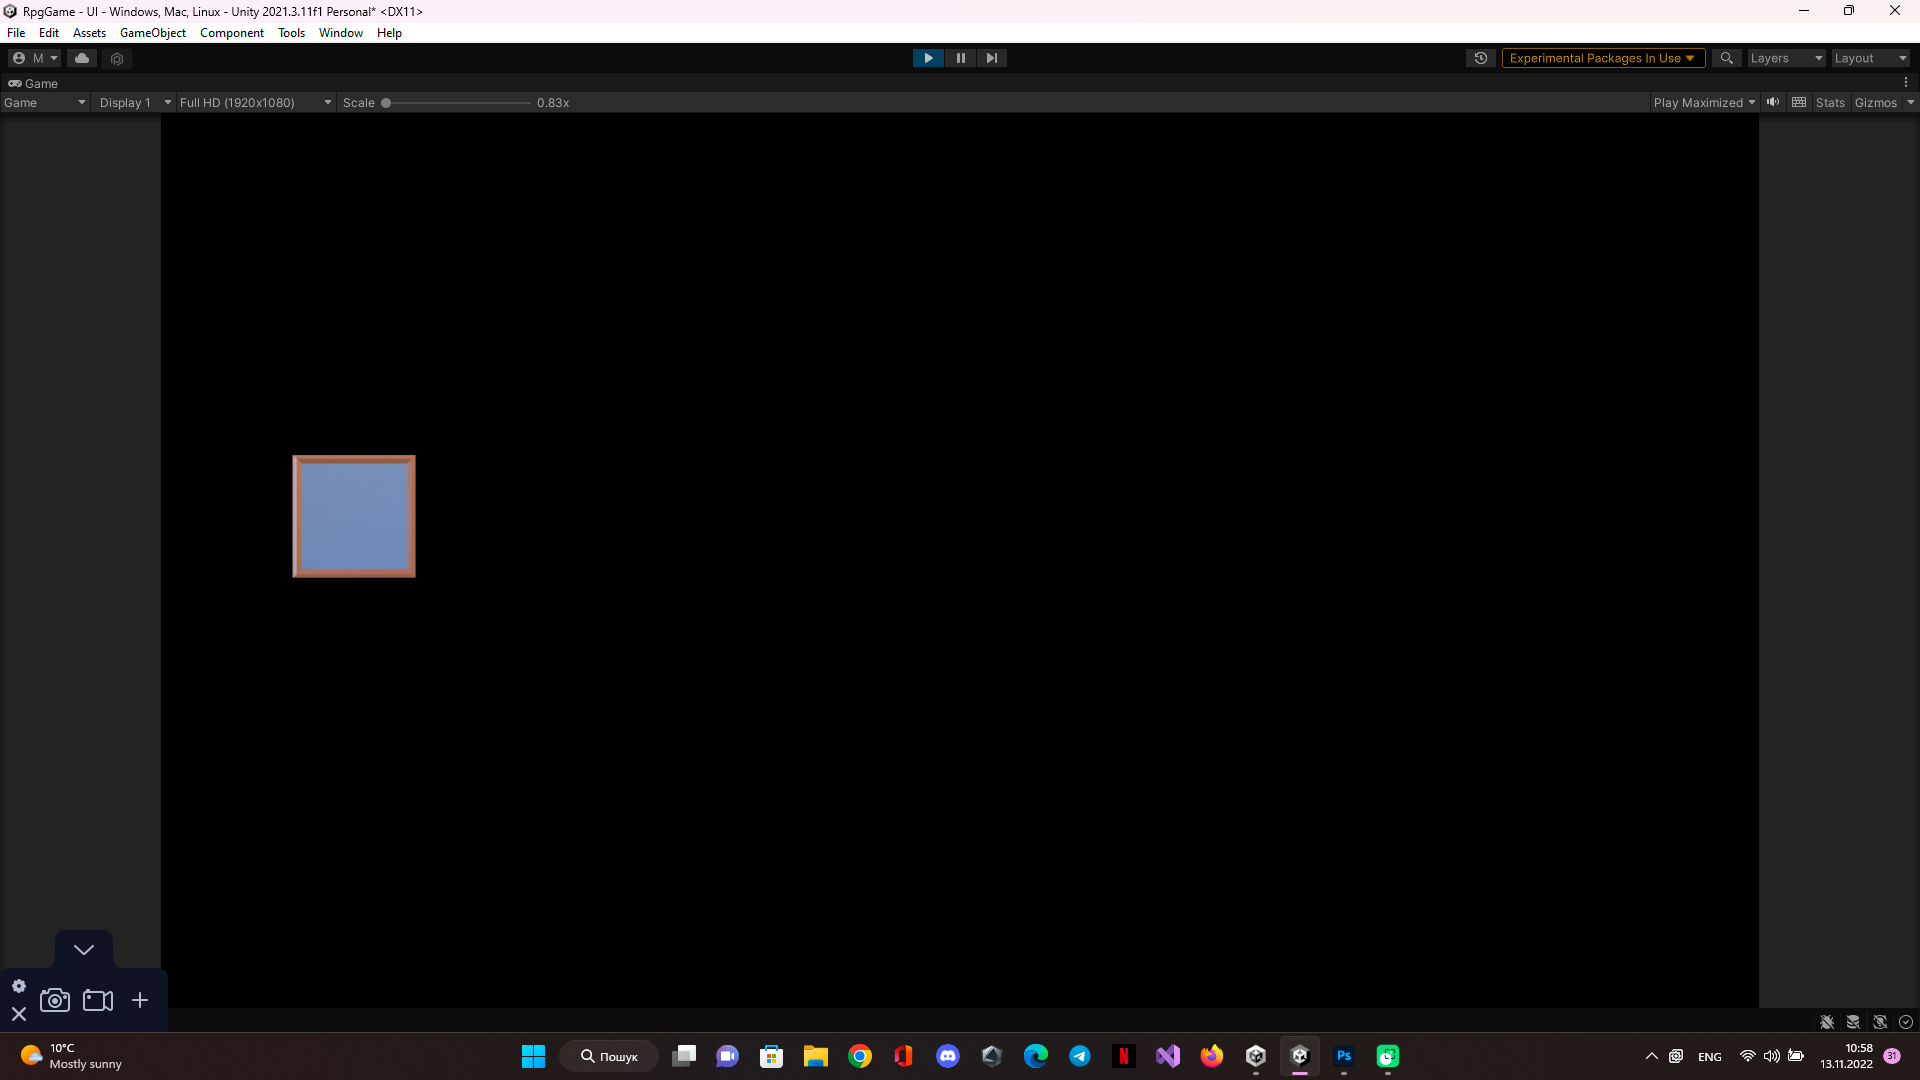 RpgGame - UI - Windows, Mac, Linux - Unity 2021.3.11f1 Personal* <DX11>
File Edit Assets GameObject Component Tools Window Help
M Experimental Packages In Use Layers Layout
Game
Game Display 1 Full HD (1920x1080) Scale 0.83x Play Maximized Stats Gizmos
10°C
Mostly sunny
Пошук
Ps
ENG
10:58
13.11.2022
31